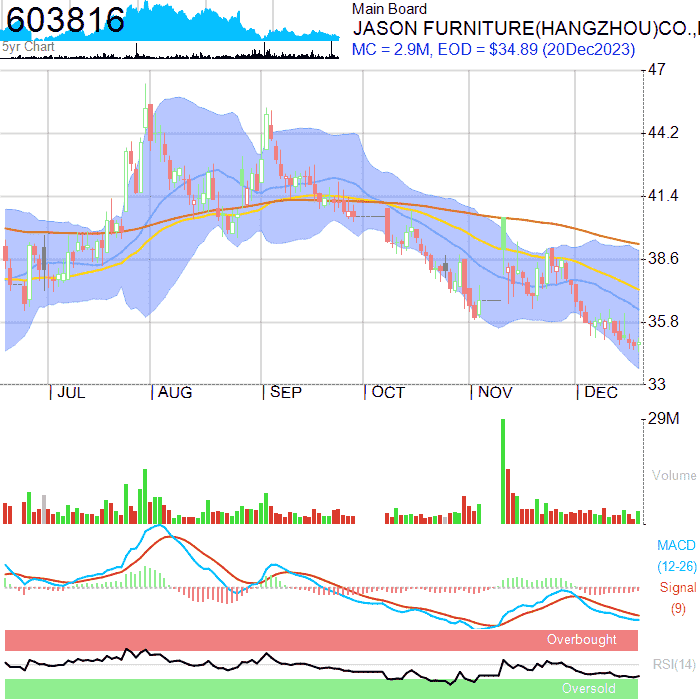 603816
5yr Chart
Main Board
JASON FURNITURE(HANGZHOU)CO.,
MC = 2.9M, EOD = $34.89 (20Dec2023)
47
44.2
41.4
38.6
35.8
33
JUL AUG SEP OCT NOV DEC
29M
Volume
MACD
(12-26)
Signal
(9)
Overbought
RSI(14)
Oversold